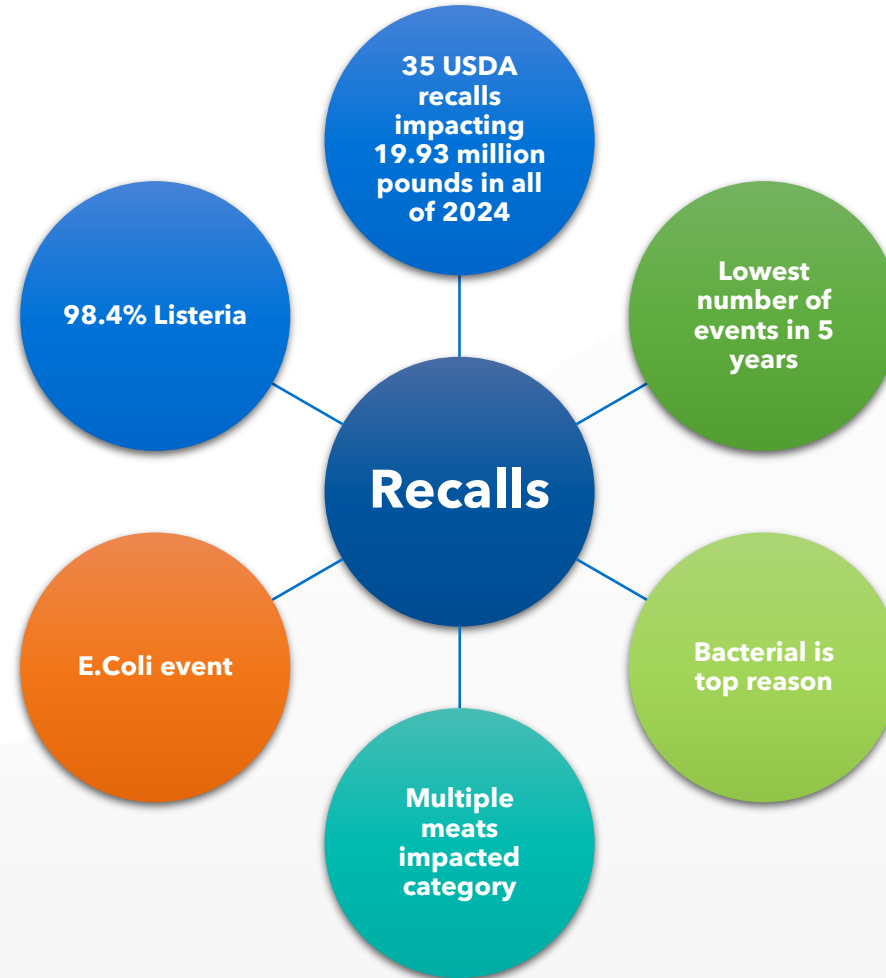 35 USDA
recalls
impacting
19.93 million
pounds in all
of 2024
Lowest
number of
events in 5
years
Bacterial is
top reason
Multiple
meats
impacted
category
E.Coli event
98.4% Listeria
Recalls